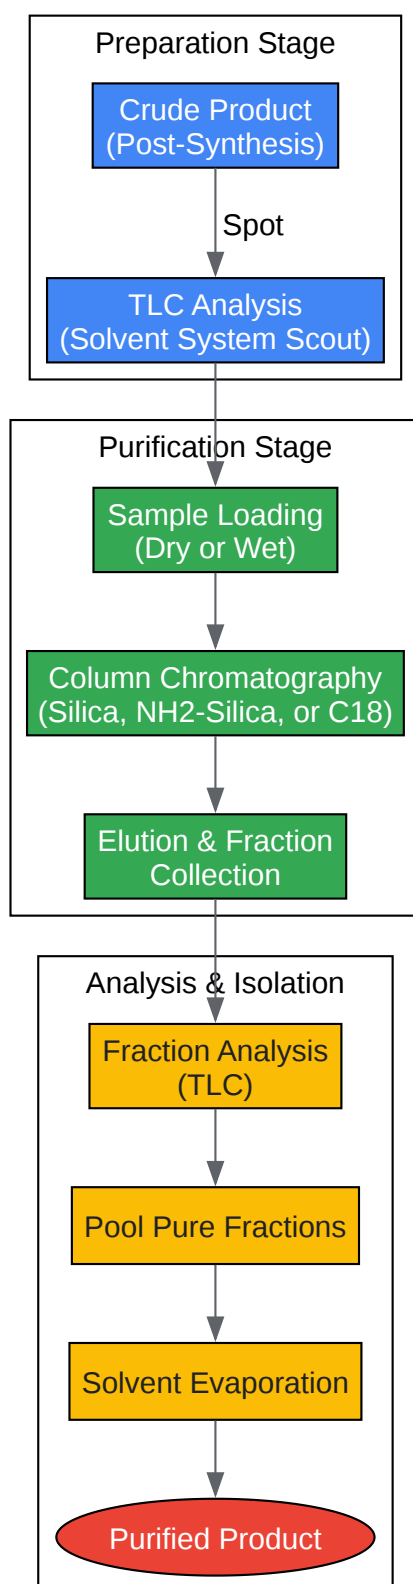 Preparation Stage
Crude Product
(Post-Synthesis)
Spot
TLC Analysis
(Solvent System Scout)
Purification Stage
Sample Loading
(Dry or Wet)
Column Chromatography
(Silica, NH2-Silica, or C18)
Elution & Fraction
Collection
Analysis & Isolation
Fraction Analysis
(TLC)
Pool Pure Fractions
Solvent Evaporation
Purified Product